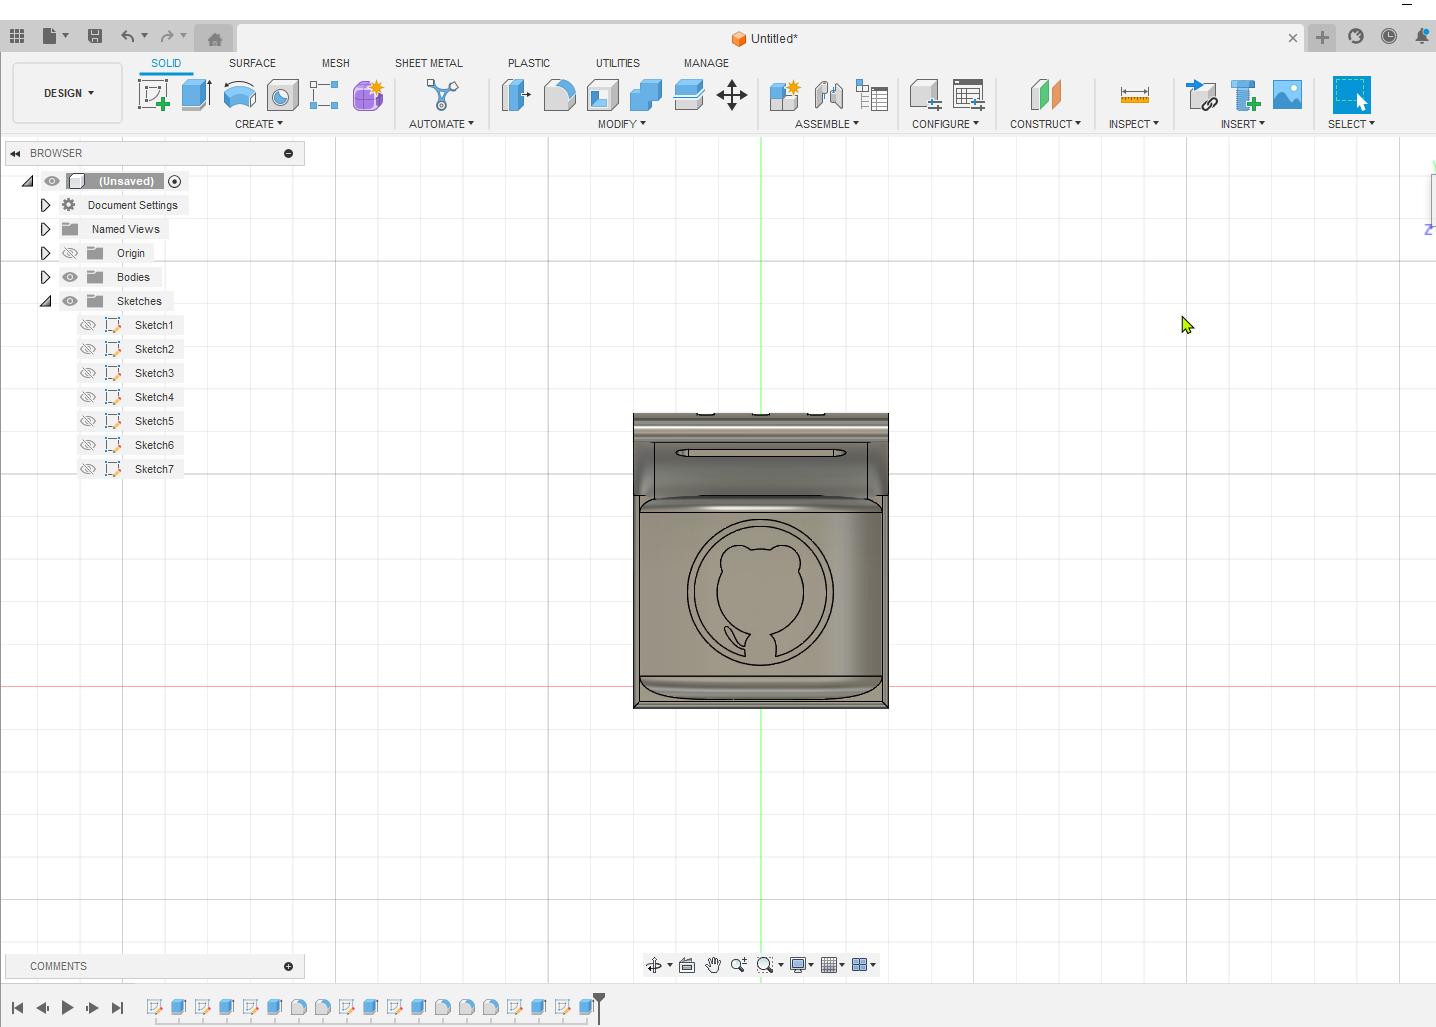 Untitled*
SOLID SURFACE MESH SHEET METAL PLASTIC UTILITIES MANAGE
DESIGN
CREATE AUTOMATE MODIFY ASSEMBLE CONFIGURE CONSTRUCT INSPECT INSERT SELECT
BROWSER
(Unsaved)
Document Settings
Named Views
Origin
Bodies
Sketches
Sketch1
Sketch2
Sketch3
Sketch4
Sketch5
Sketch6
Sketch7
Z
COMMENTS